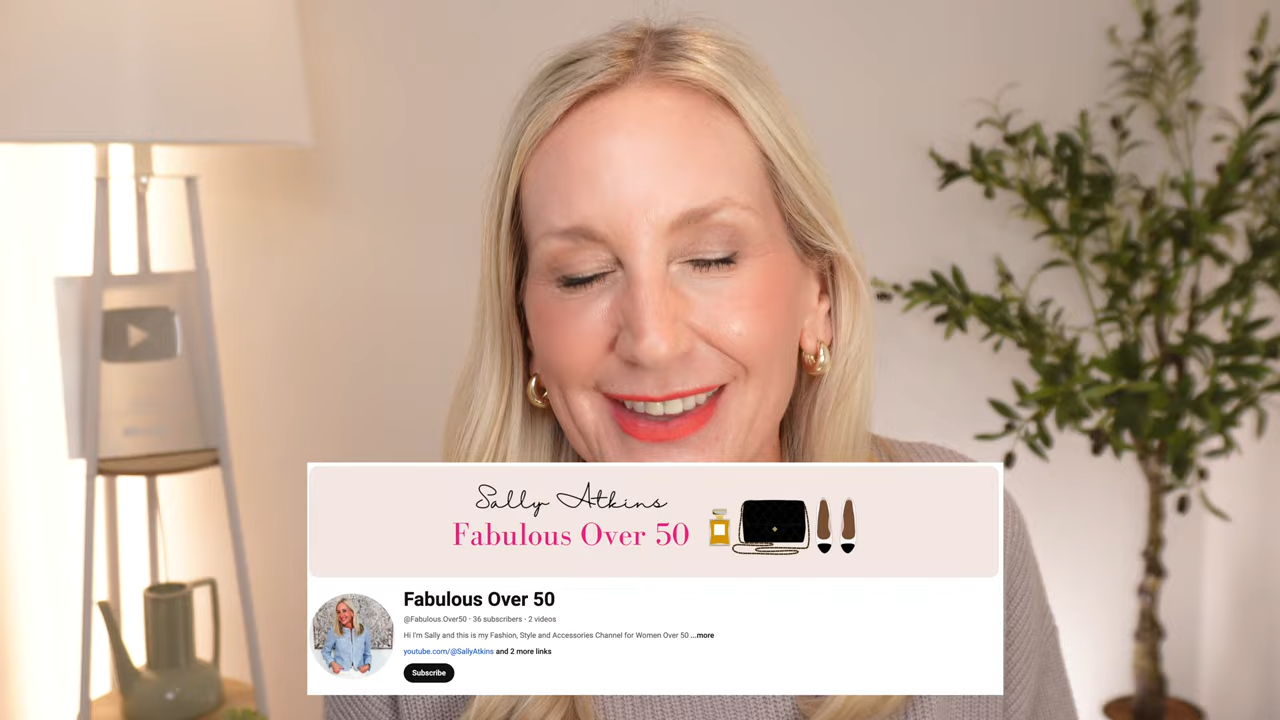 Sally Atkins
Fabulous Over 50
Fabulous Over 50
@Fabulous.Over50 · 36 subscribers · 2 videos
Hi I'm Sally and this is my Fashion, Style and Accessories Channel for Women Over 50 ...more
youtube.com/@SallyAtkins and 2 more links
Subscribe